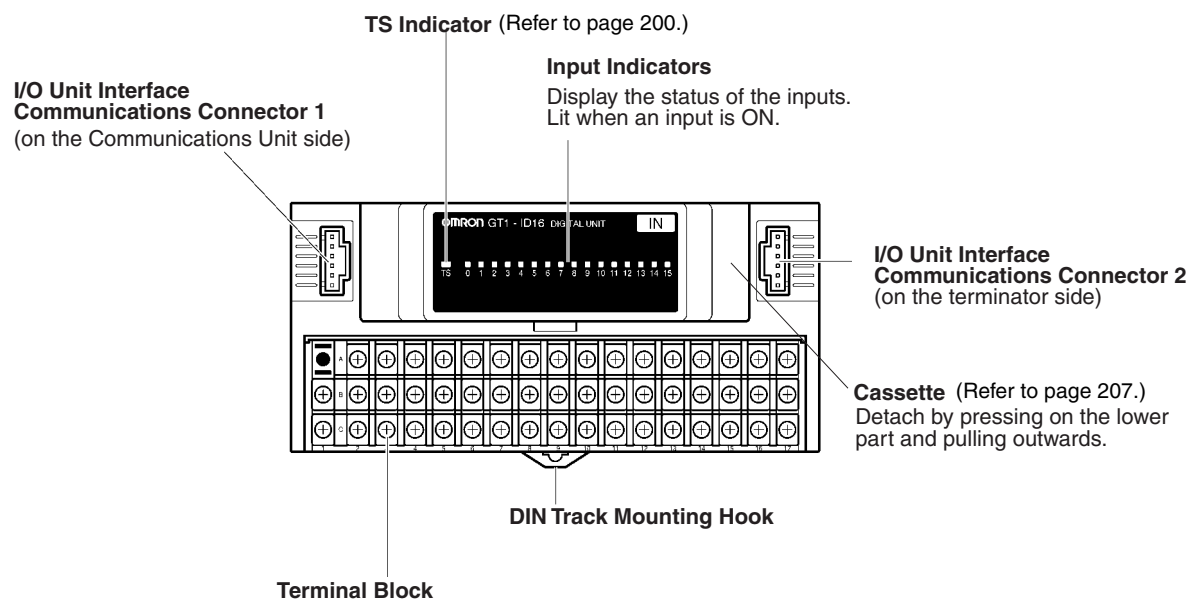 TS Indicator (Refer to page 200.)
Input Indicators
Display the status of the inputs.
Lit when an input is ON.
I/O Unit Interface
Communications Connector 1
(on the Communications Unit side)
OMRON GT1 - ID16 DIGITAL UNIT IN
TS 0 1 2 3 4 5 6 7 8 9 10 11 12 13 14 15
I/O Unit Interface
Communications Connector 2
(on the terminator side)
A
B
C
1 2 4 5 6 7 8 9 10 11 12 13 14 15 16 17
Cassette (Refer to page 207.)
Detach by pressing on the lower
part and pulling outwards.
DIN Track Mounting Hook
Terminal Block